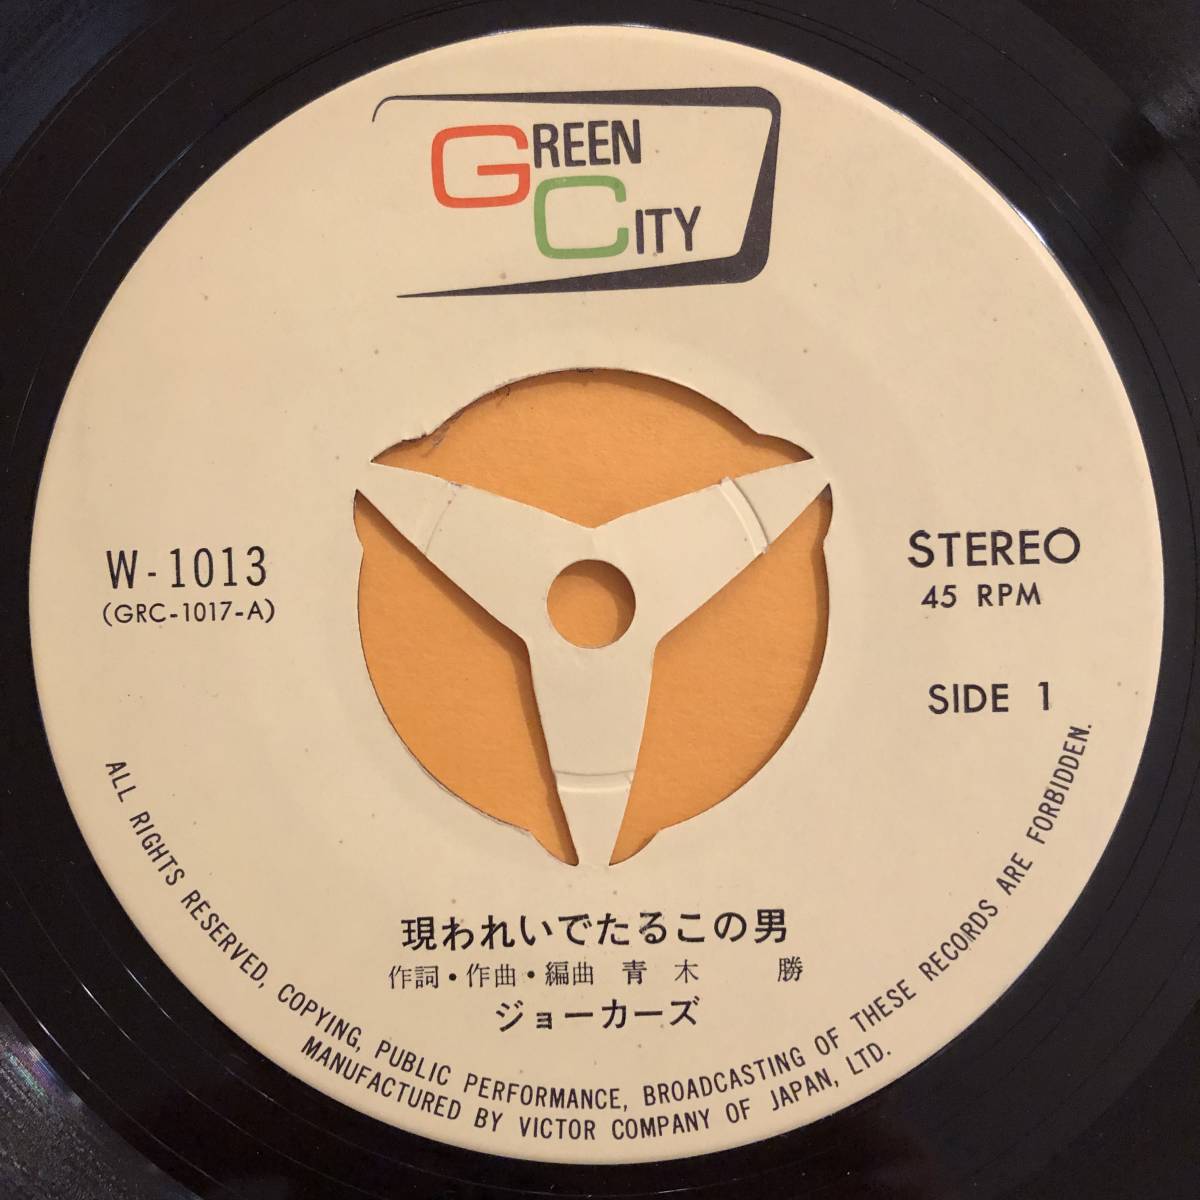 GREEN
CITY
W-1013
(GRC-1017-A)
STEREO
45 RPM
SIDE 1
現われいでたるこの男
作詞・作曲・編曲 青木 勝
ジョーカーズ
ALL RIGHTS RESERVED, COPYING, PUBLIC PERFORMANCE, BROADCASTING OF THESE RECORDS ARE FORBIDDEN.
MANUFACTURED BY VICTOR COMPANY OF JAPAN, LTD.